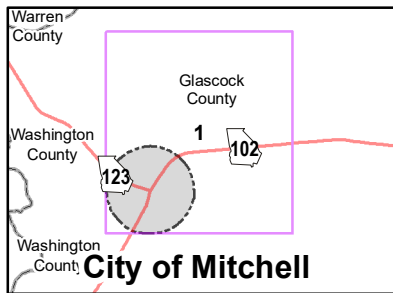 Warren
County
Glascock
County
1
102
Washington
County
123
Washington
County
City of Mitchell